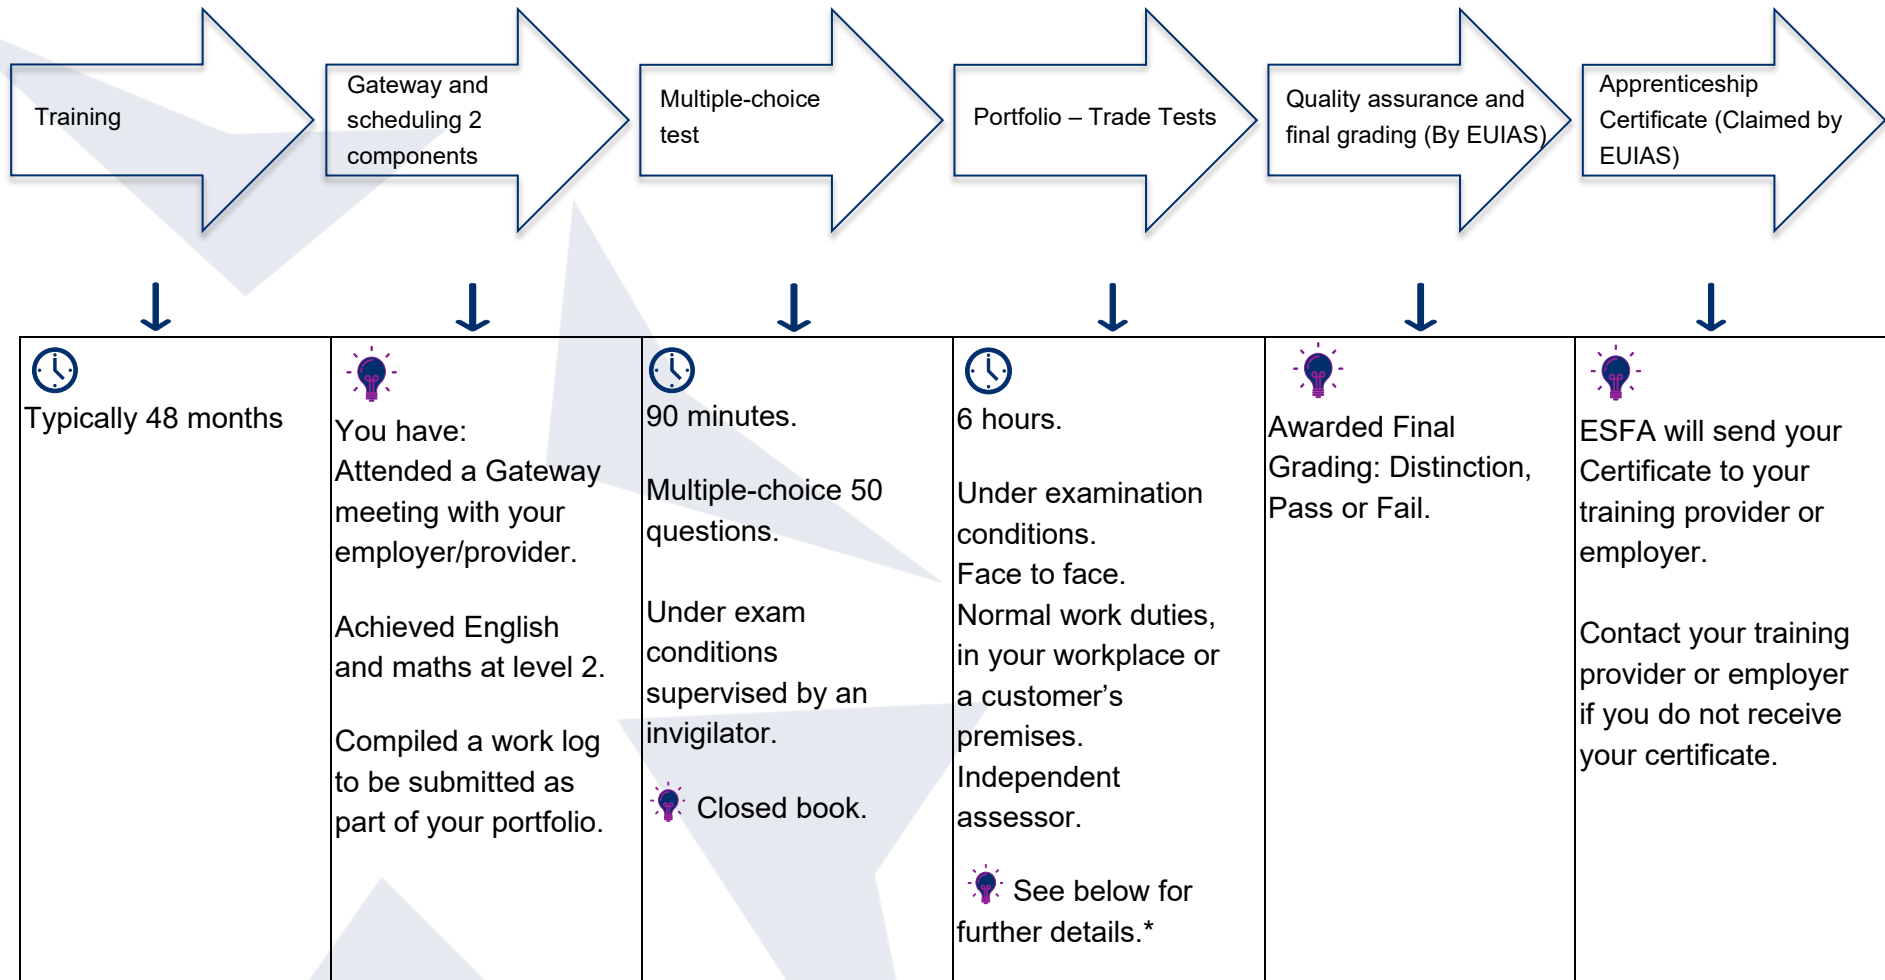 Training
Gateway and
scheduling 2
components
Multiple-choice
test
Portfolio – Trade Tests
Quality assurance and
final grading (By EUIAS)
Apprenticeship
Certificate (Claimed by
EUIAS)
Typically 48 months
You have:
Attended a Gateway
meeting with your
employer/provider.
Achieved English
and maths at level 2.
Compiled a work log
to be submitted as
part of your portfolio.
90 minutes.
Multiple-choice 50
questions.
Under exam
conditions
supervised by an
invigilator.
Closed book.
6 hours.
Under examination
conditions.
Face to face.
Normal work duties,
in your workplace or
a customer’s
premises.
Independent
assessor.
See below for
further details.*
Awarded Final
Grading: Distinction,
Pass or Fail.
ESFA will send your
Certificate to your
training provider or
employer.
Contact your training
provider or employer
if you do not receive
your certificate.